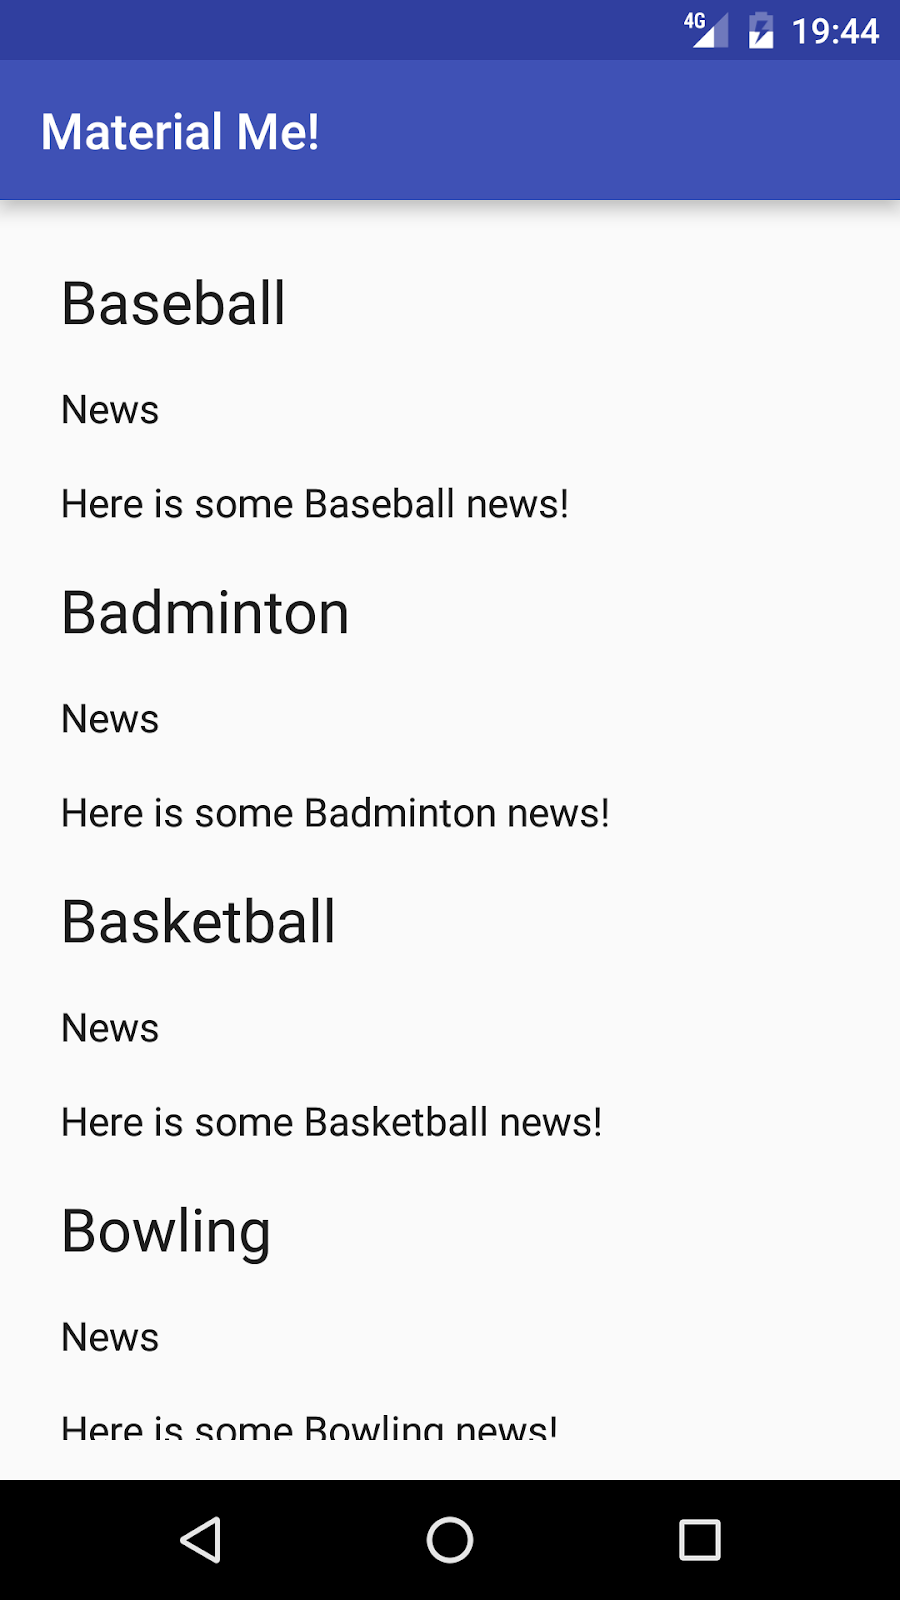 4G 19:44
Material Me!
Baseball
News
Here is some Baseball news!
Badminton
News
Here is some Badminton news!
Basketball
News
Here is some Basketball news!
Bowling
News
Here is some Bowling news!